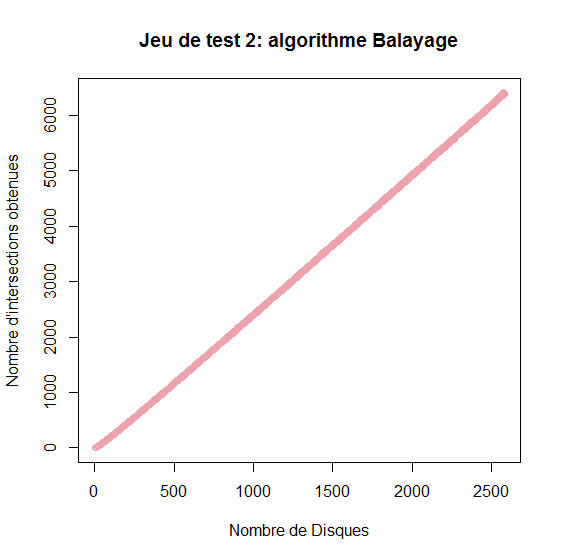 Jeu de test 2: algorithme Balayage
Nombre d'intersections obtenues
6000
5000
4000
3000
2000
1000
0
0 500 1000 1500 2000 2500
Nombre de Disques